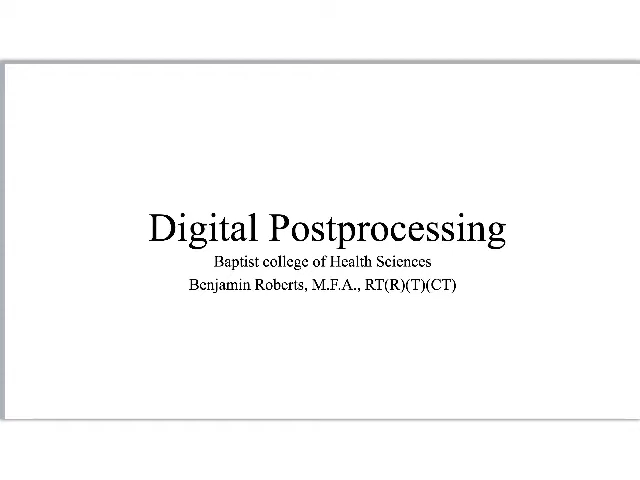 Digital Postprocessing
Baptist college of Health Sciences
Benjamin Roberts, M.F.A., RT(R)(T)(CT)